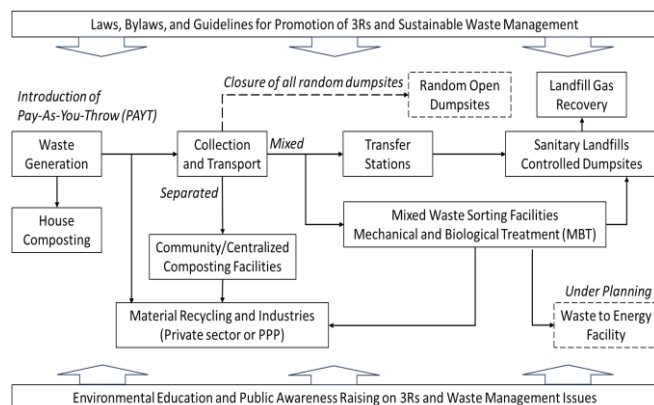 Laws, Bylaws, and Guidelines for Promotion of 3Rs and Sustainable Waste Management
Introduction of
Pay-As-You-Throw (PAYT)
Closure of all random dumpsites
Random Open
Dumpsites
Landfill Gas
Recovery
Waste
Generation
Collection
and Transport
Mixed
Transfer
Stations
Sanitary Landfills
Controlled Dumpsites
Separated
House
Composting
Mixed Waste Sorting Facilities
Mechanical and Biological Treatment (MBT)
Community/Centralized
Composting Facilities
Under Planning
Material Recycling and Industries
(Private sector or PPP)
Waste to Energy
Facility
Environmental Education and Public Awareness Raising on 3Rs and Waste Management Issues